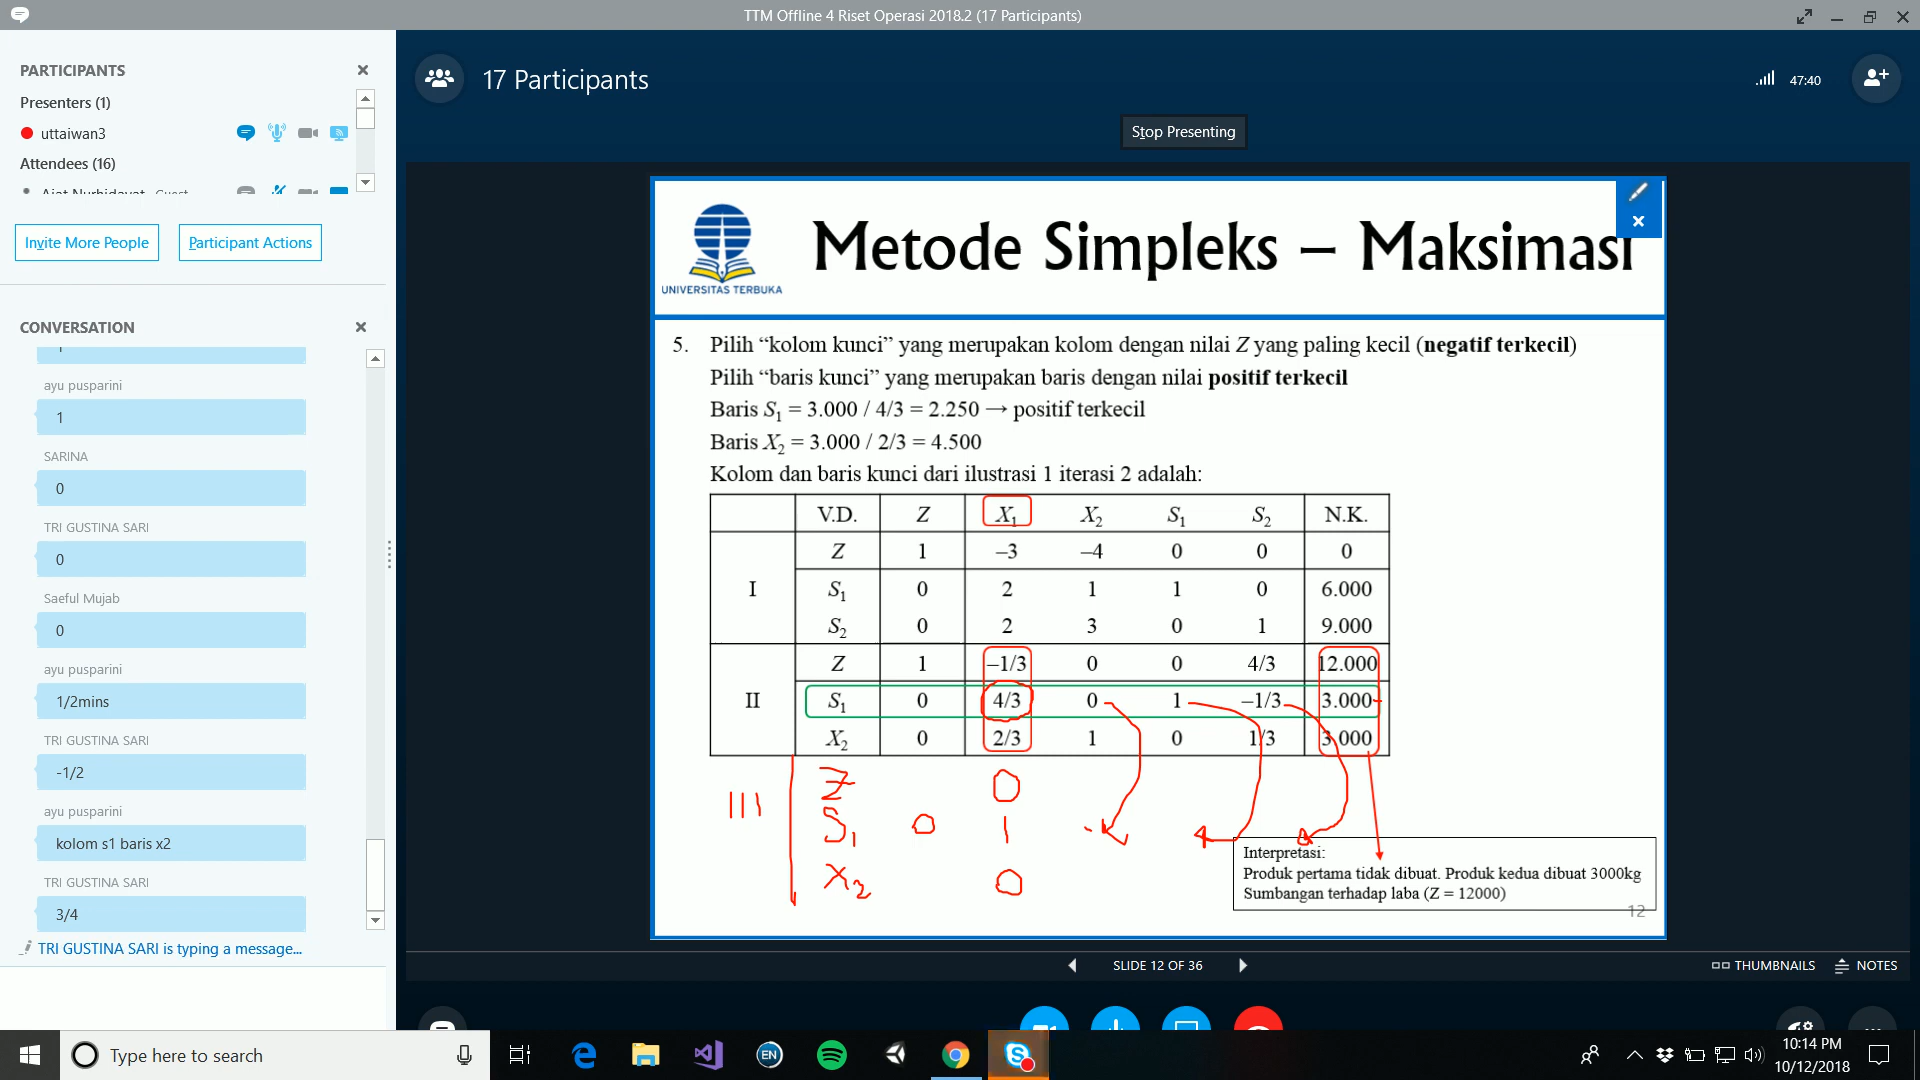 TTM Offline 4 Riset Operasi 2018.2 (17 Participants)
PARTICIPANTS
Presenters (1)
uttaiwan3
Attendees (16)
Ajat Nurhidayat Guest
Invite More People
Participant Actions
CONVERSATION
ayu pusparini
1
SARINA
0
TRI GUSTINA SARI
0
Saeful Mujab
0
ayu pusparini
1/2mins
TRI GUSTINA SARI
-1/2
ayu pusparini
kolom s1 baris x2
TRI GUSTINA SARI
3/4
TRI GUSTINA SARI is typing a message...
17 Participants
47:40
Stop Presenting
UNIVERSITAS TERBUKA
Metode Simpleks – Maksimasi
5. Pilih “kolom kunci” yang merupakan kolom dengan nilai Z yang paling kecil (negatif terkecil)
Pilih “baris kunci” yang merupakan baris dengan nilai positif terkecil
Baris S1 = 3.000 / 4/3 = 2.250 → positif terkecil
Baris X2 = 3.000 / 2/3 = 4.500
Kolom dan baris kunci dari ilustrasi 1 iterasi 2 adalah:
V.D. Z X1 X2 S1 S2 N.K.
Z 1 –3 –4 0 0 0
I S1 0 2 1 1 0 6.000
S2 0 2 3 0 1 9.000
Z 1 –1/3 0 0 4/3 12.000
II S1 0 4/3 0 1 –1/3 3.000
X2 0 2/3 1 0 1/3 3.000
Z 0
III S1 0 1
X2 0
Interpretasi:
Produk pertama tidak dibuat. Produk kedua dibuat 3000kg
Sumbangan terhadap laba (Z = 12000)
12
SLIDE 12 OF 36
THUMBNAILS
NOTES
Type here to search
EN
10:14 PM
10/12/2018